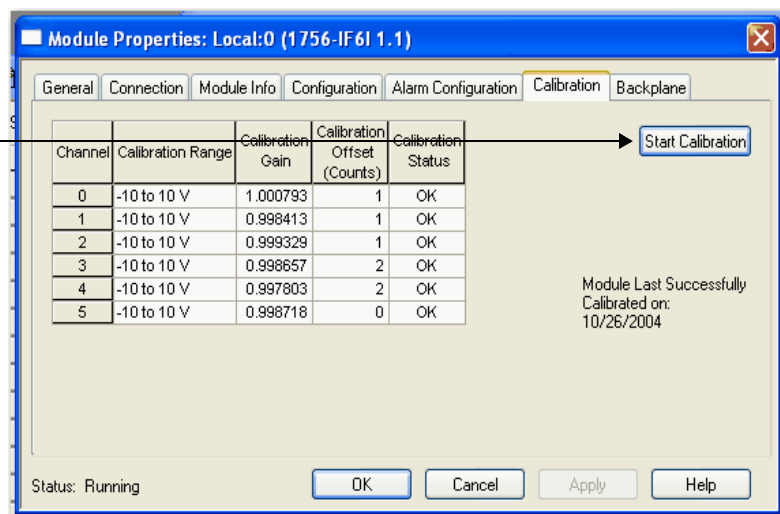 Module Properties: Local:0 (1756-IF6I 1.1)
General Connection Module Info Configuration Alarm Configuration Calibration Backplane
Channel Calibration Range Calibration Gain Calibration Offset (Counts) Calibration Status
0 -10 to 10 V 1.000793 1 OK
1 -10 to 10 V 0.998413 1 OK
2 -10 to 10 V 0.999329 1 OK
3 -10 to 10 V 0.998657 2 OK
4 -10 to 10 V 0.997803 2 OK
5 -10 to 10 V 0.998718 0 OK
Start Calibration
Module Last Successfully
Calibrated on:
10/26/2004
Status: Running
OK Cancel Apply Help